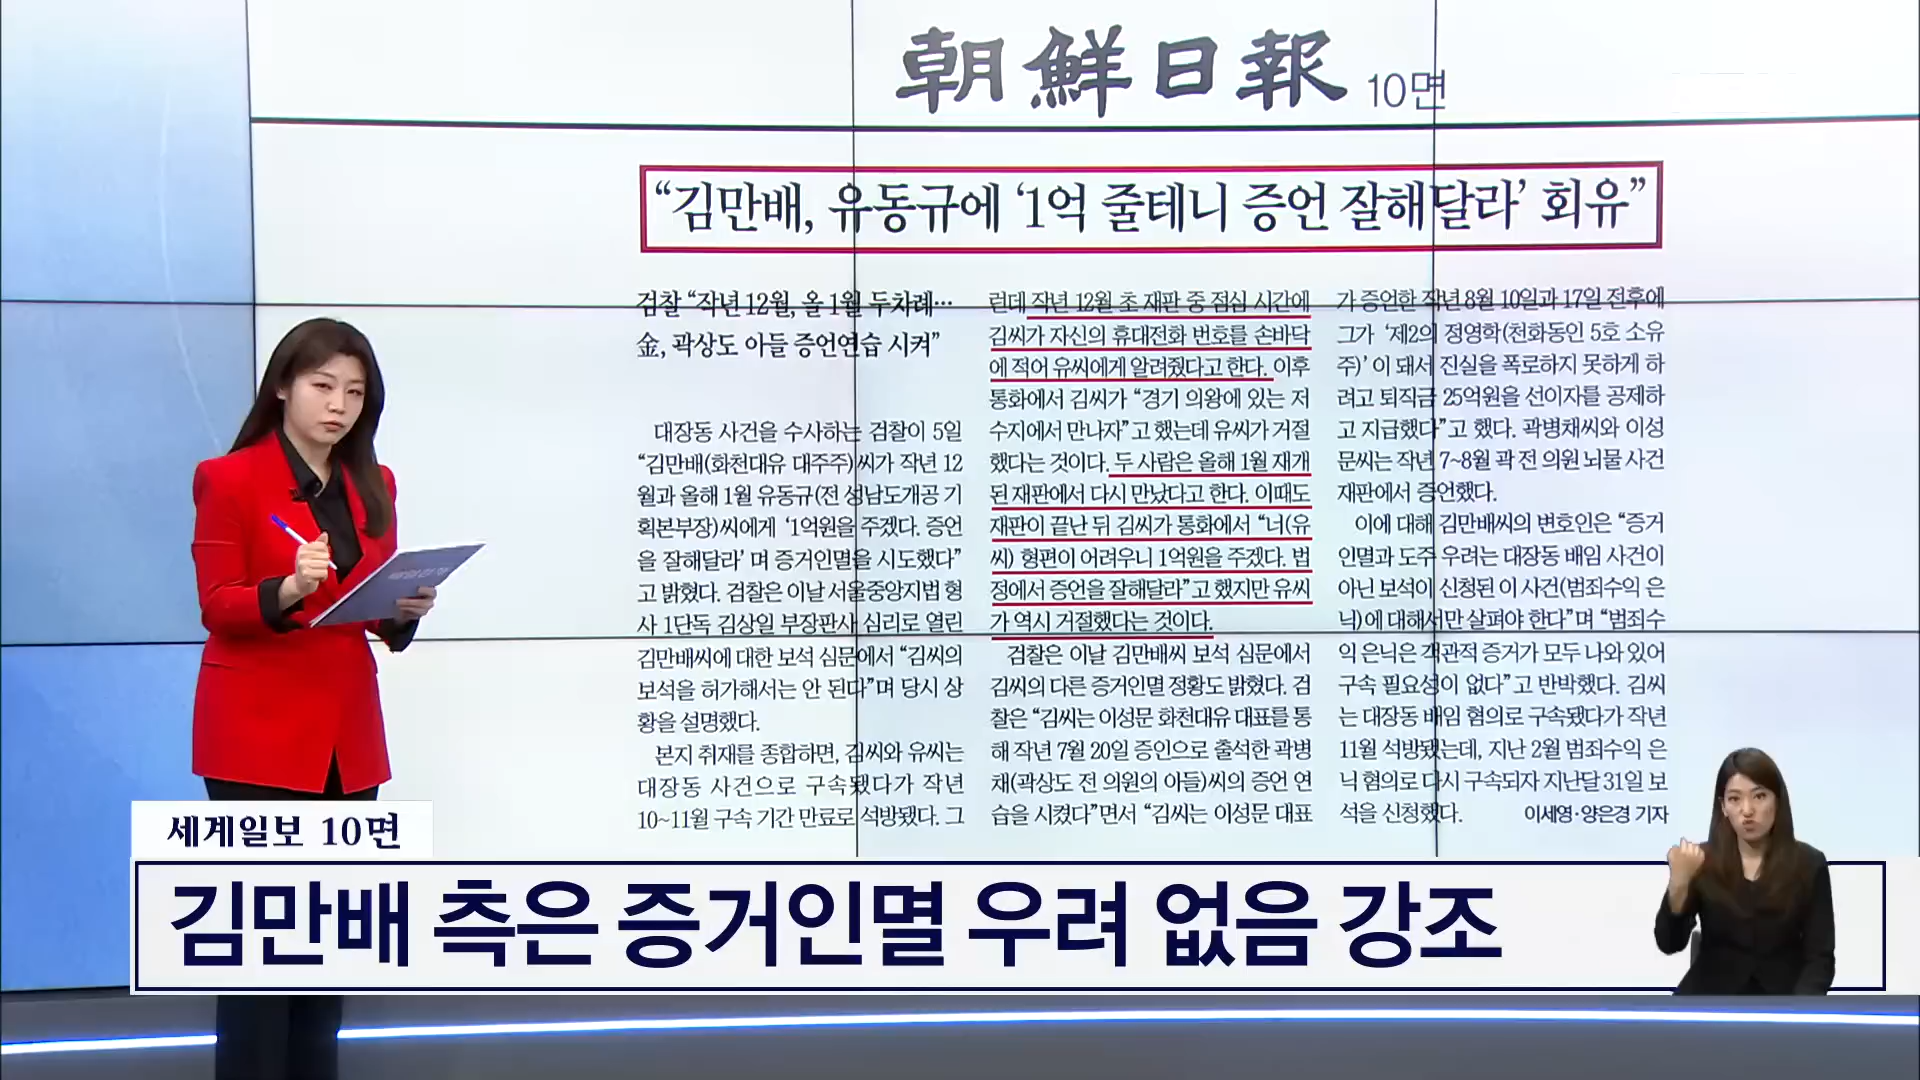 朝鮮日報 10면
“김만배, 유동규에 ‘1억 줄테니 증언 잘해달라’ 회유”
검찰 “작년 12월, 올 1월 두차례…
金, 곽상도 아들 증언연습 시켜”
대장동 사건을 수사하는 검찰이 5일
“김만배(화천대유 대주주)씨가 작년 12
월과 올해 1월 유동규(전 성남도개공 기
획본부장)씨에게 ‘1억원을 주겠다. 증언
을 잘해달라’며 증거인멸을 시도했다”
고 밝혔다. 검찰은 이날 서울중앙지법 형
사 1단독 김상일 부장판사 심리로 열린
김만배씨에 대한 보석 심문에서 “김씨의
보석을 허가해서는 안 된다”며 당시 상
황을 설명했다.
본지 취재를 종합하면, 김씨와 유씨는
대장동 사건으로 구속됐다가 작년
10~11월 구속 기간 만료로 석방됐다. 그
런데 작년 12월 초 재판 중 점심 시간에
김씨가 자신의 휴대전화 번호를 손바닥
에 적어 유씨에게 알려줬다고 한다. 이후
통화에서 김씨가 “경기 의왕에 있는 저
수지에서 만나자”고 했는데 유씨가 거절
했다는 것이다. 두 사람은 올해 1월 재개
된 재판에서 다시 만났다고 한다. 이때도
재판이 끝난 뒤 김씨가 통화에서 “너(유
씨) 형편이 어려우니 1억원을 주겠다. 법
정에서 증언을 잘해달라”고 했지만 유씨
가 역시 거절했다는 것이다.
검찰은 이날 김만배씨 보석 심문에서
김씨의 다른 증거인멸 정황도 밝혔다. 검
찰은 “김씨는 이성문 화천대유 대표를 통
해 작년 7월 20일 증인으로 출석한 곽병
채(곽상도 전 의원의 아들)씨의 증언 연
습을 시켰다”면서 “김씨는 이성문 대표
가 증언한 작년 8월 10일과 17일 전후에
그가 ‘제2의 정영학(천화동인 5호 소유
주)’이 돼서 진실을 폭로하지 못하게 하
려고 퇴직금 25억원을 선이자를 공제하
고 지급했다”고 했다. 곽병채씨와 이성
문씨는 작년 7~8월 곽 전 의원 뇌물 사건
재판에서 증언했다.
이에 대해 김만배씨의 변호인은 “증거
인멸과 도주 우려는 대장동 배임 사건이
아닌 보석이 신청된 이 사건(범죄수익 은
닉)에 대해서만 살펴야 한다”며 “범죄수
익 은닉은 객관적 증거가 모두 나와 있어
구속 필요성이 없다”고 반박했다. 김씨
는 대장동 배임 혐의로 구속됐다가 작년
11월 석방됐는데, 지난 2월 범죄수익 은
닉 혐의로 다시 구속되자 지난달 31일 보
석을 신청했다. 이세영·양은경 기자
세계일보 10면
김만배 측은 증거인멸 우려 없음 강조